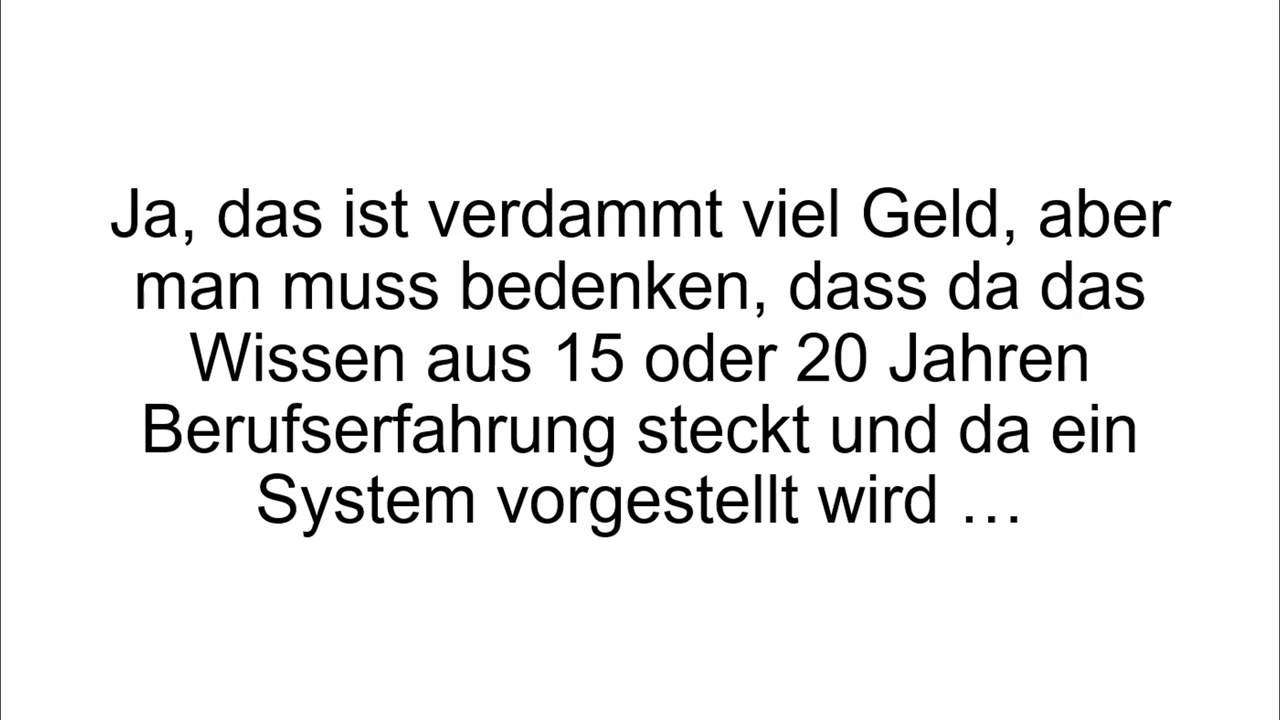 Ja, das ist verdammt viel Geld, aber
man muss bedenken, dass da das
Wissen aus 15 oder 20 Jahren
Berufserfahrung steckt und da ein
System vorgestellt wird …